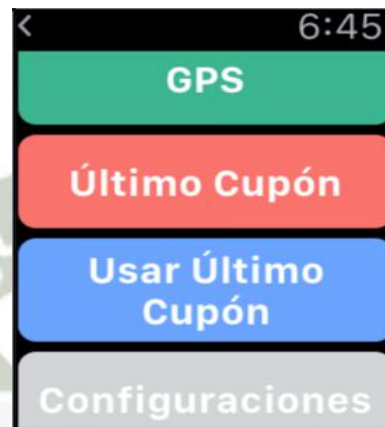 <
6:45
GPS
Último Cupón
Usar Último
Cupón
Configuraciones